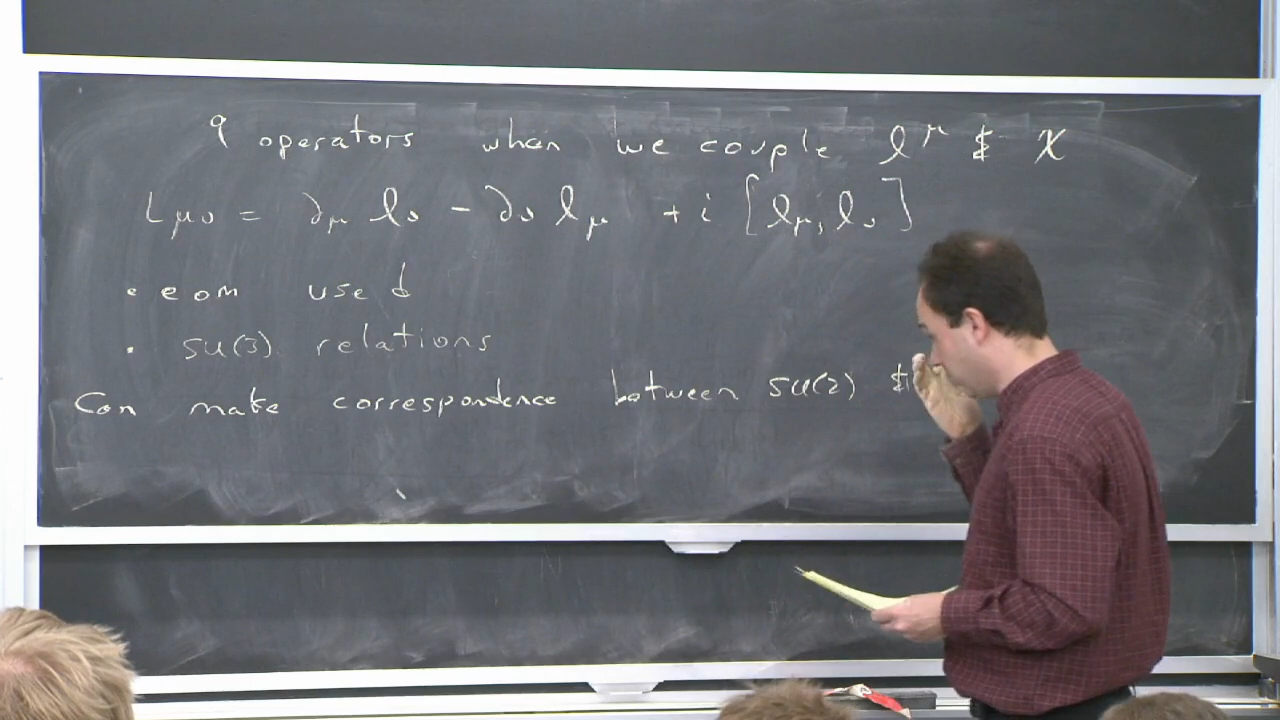 9 operators when we couple ℓ^μ & χ
L_μν = ∂_μ ℓ_ν - ∂_ν ℓ_μ + i [ℓ_μ, ℓ_ν]
• eom used
• SU(3) relations
Can make correspondence between SU(2) &